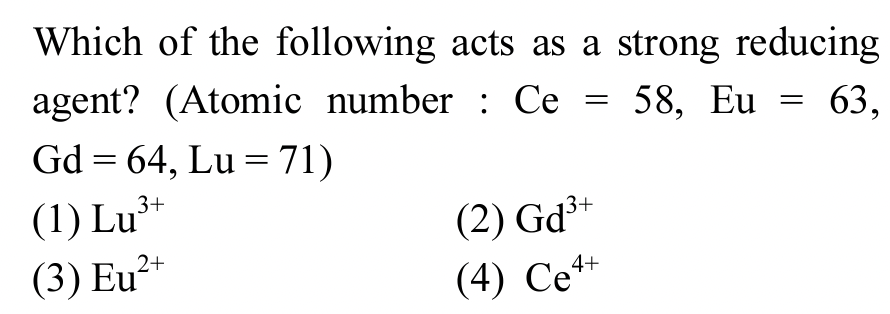 Which of the following acts as a strong reducing
agent? (Atomic number : Ce = 58, Eu = 63,
Gd = 64, Lu = 71)
(1) Lu³⁺ (2) Gd³⁺
(3) Eu²⁺ (4) Ce⁴⁺